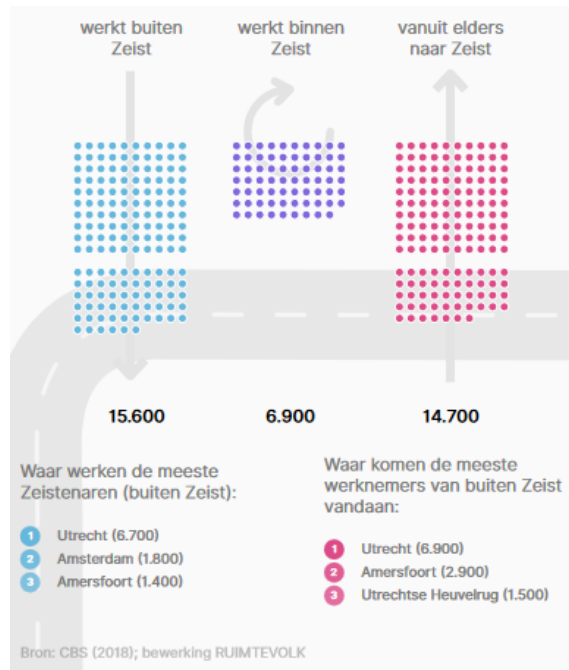 werkt buiten
Zeist
werkt binnen
Zeist
vanuit elders
naar Zeist
15.600
6.900
14.700
Waar werken de meeste
Zeistenaren (buiten Zeist):
1 Utrecht (6.700)
2 Amsterdam (1.800)
3 Amersfoort (1.400)
Waar komen de meeste
werknemers van buiten Zeist
vandaan:
1 Utrecht (6.900)
2 Amersfoort (2.900)
3 Utrechtse Heuvelrug (1.500)
Bron: CBS (2018); bewerking RUIMTEVOLK